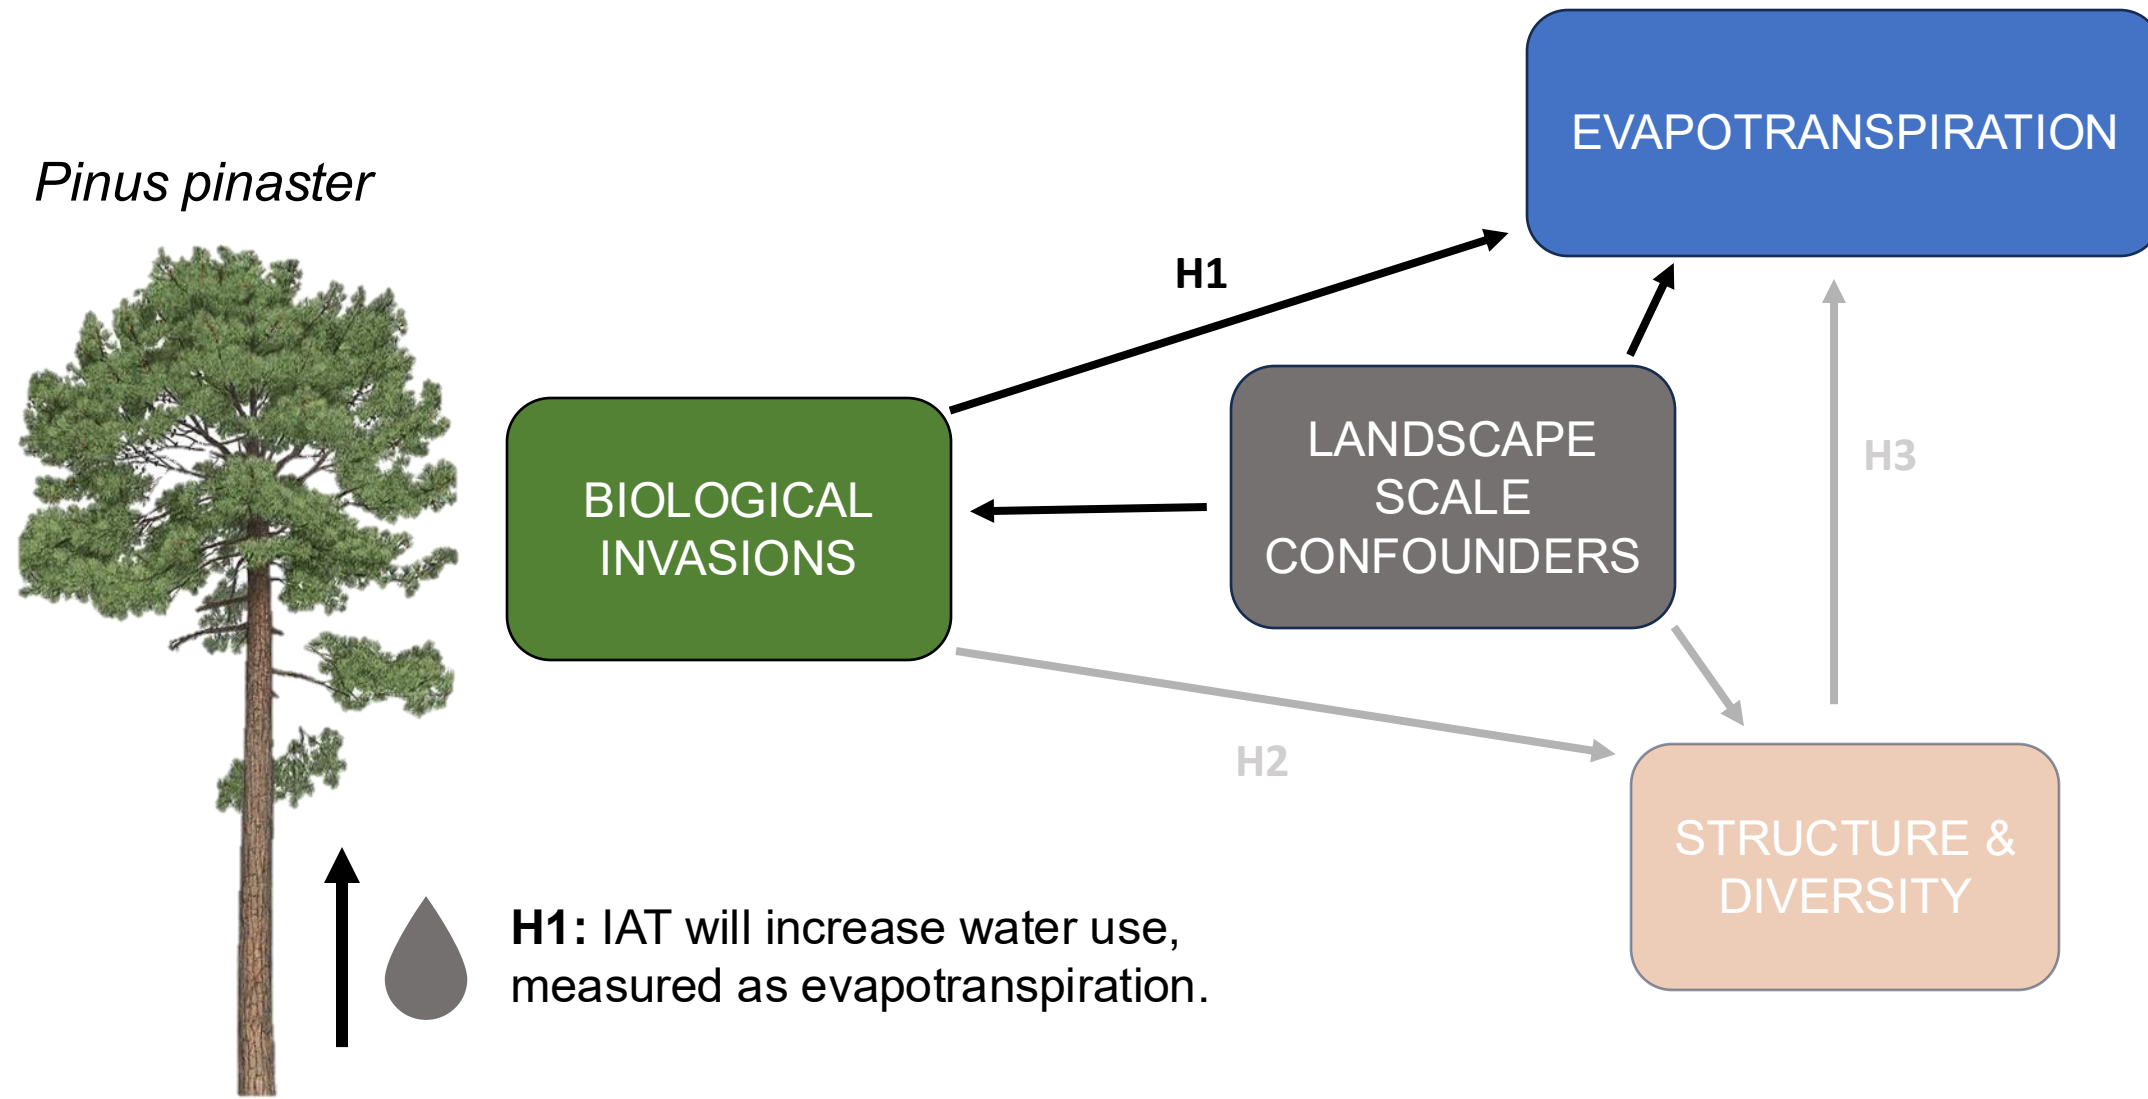 EVAPOTRANSPIRATION
Pinus pinaster
H1
LANDSCAPE
SCALE
CONFOUNDERS
H3
BIOLOGICAL
INVASIONS
H2
STRUCTURE &
DIVERSITY
H1: IAT will increase water use,
measured as evapotranspiration.